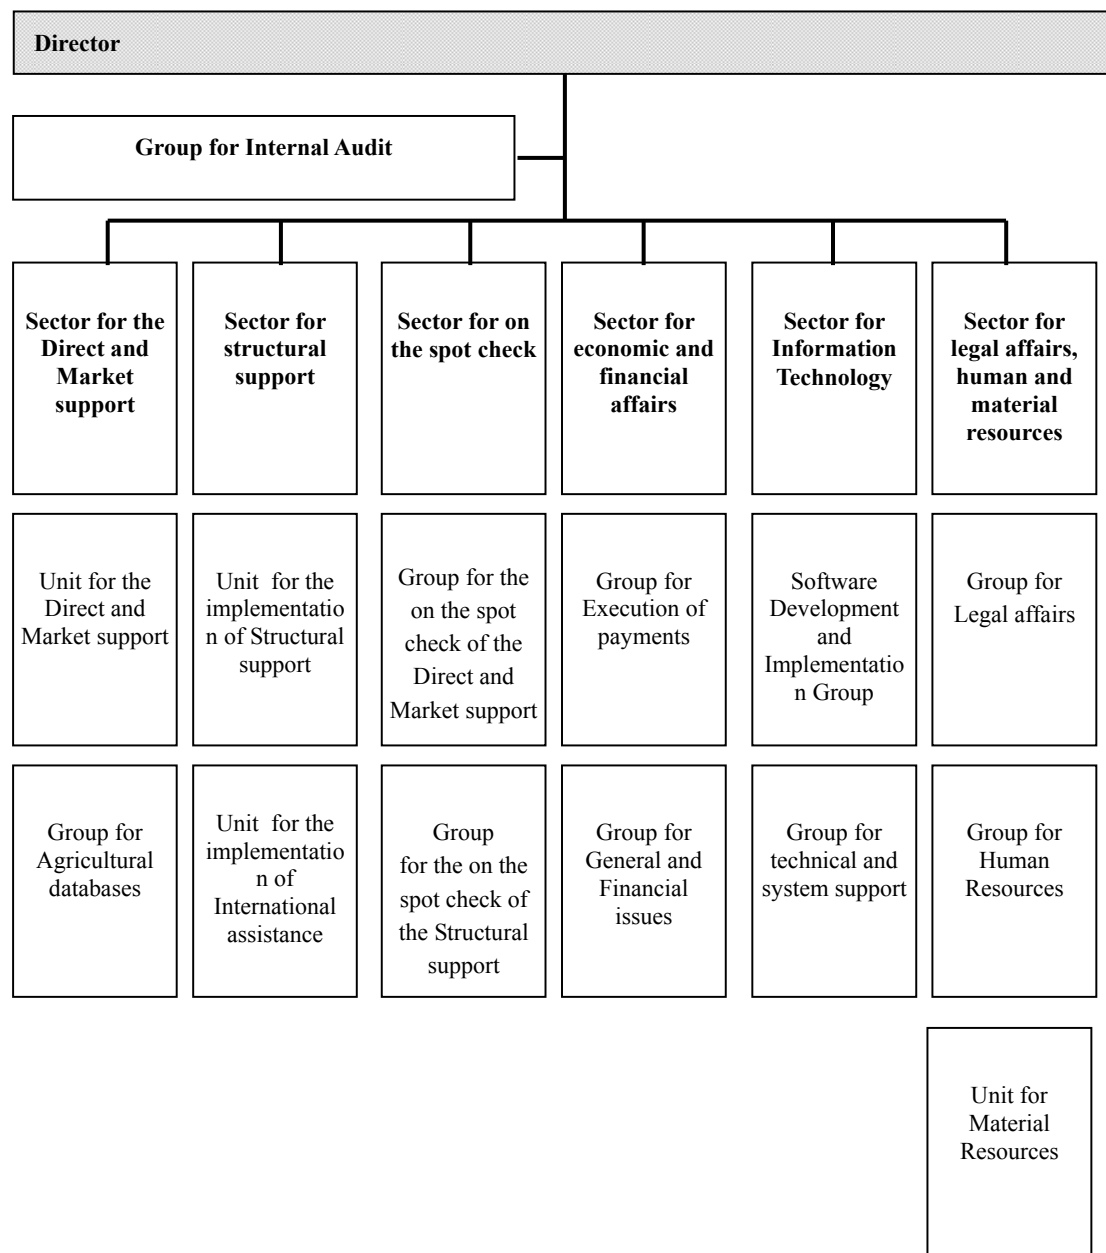 Director
Group for Internal Audit
Sector for the
Direct and
Market
support
Sector for
structural
support
Sector for on
the spot check
Sector for
economic and
financial
affairs
Sector for
Information
Technology
Sector for
legal affairs,
human and
material
resources
Unit for the
Direct and
Market support
Unit  for the
implementatio
n of Structural
support
Group for the
on the spot
check of the
Direct and
Market support
Group for
Execution of
payments
Software
Development
and
Implementatio
n Group
Group for
Legal affairs
Group for
Agricultural
databases
Unit  for the
implementatio
n of
International
assistance
Group
for the on the
spot check of
the Structural
support
Group for
General and
Financial
issues
Group for
technical and
system support
Group for
Human
Resources
Unit for
Material
Resources